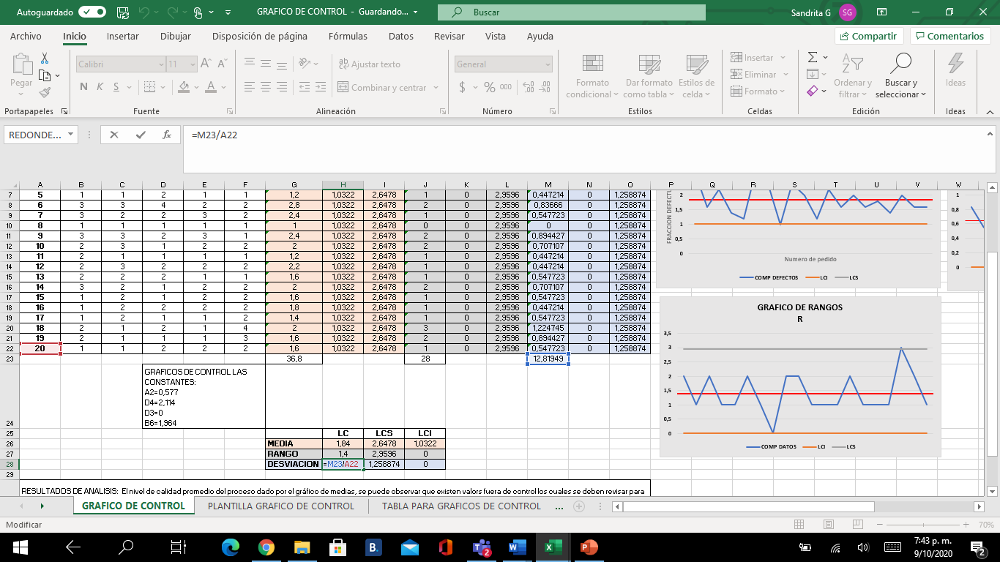 Autoguardado
GRAFICO DE CONTROL - Guardando...
Buscar
Sandrita G
SG
Archivo Inicio Insertar Dibujar Disposición de página Fórmulas Datos Revisar Vista Ayuda
Compartir Comentarios
Pegar
Calibri 11
N K S
A A
Ajustar texto
Combinar y centrar
General
$ % 000
Formato condicional
Dar formato como tabla
Estilos de celda
Insertar
Eliminar
Formato
Ordenar y filtrar
Buscar y seleccionar
Ideas
Portapapeles Fuente Alineación Número Estilos Celdas Edición Ideas
REDONDE... fx =M23/A22
A B C D E F G H I J K L M N O P Q R S T U V W
7 5 1 1 2 1 1 1,2 1,0322 2,6478 1 0 2,9596 0,447214 0 1,258874
8 6 3 3 4 2 2 2,8 1,0322 2,6478 2 0 2,9596 0,83666 0 1,258874
9 7 3 2 2 3 2 2,4 1,0322 2,6478 1 0 2,9596 0,547723 0 1,258874
10 8 1 1 1 1 1 1 1,0322 2,6478 0 0 2,9596 0 0 1,258874
11 9 3 3 2 3 1 2,4 1,0322 2,6478 2 0 2,9596 0,894427 0 1,258874
12 10 2 3 1 2 2 2 1,0322 2,6478 2 0 2,9596 0,707107 0 1,258874
13 11 2 1 1 1 1 1,2 1,0322 2,6478 1 0 2,9596 0,447214 0 1,258874
14 12 2 3 2 2 2 2,2 1,0322 2,6478 1 0 2,9596 0,447214 0 1,258874
15 13 2 2 2 1 1 1,6 1,0322 2,6478 1 0 2,9596 0,547723 0 1,258874
16 14 3 2 1 2 2 2 1,0322 2,6478 2 0 2,9596 0,707107 0 1,258874
17 15 1 2 1 2 2 1,6 1,0322 2,6478 1 0 2,9596 0,547723 0 1,258874
18 16 1 2 2 2 2 1,8 1,0322 2,6478 1 0 2,9596 0,447214 0 1,258874
19 17 1 2 1 1 2 1,4 1,0322 2,6478 1 0 2,9596 0,547723 0 1,258874
20 18 2 1 2 1 4 2 1,0322 2,6478 3 0 2,9596 1,224745 0 1,258874
21 19 2 1 1 1 3 1,6 1,0322 2,6478 2 0 2,9596 0,894427 0 1,258874
22 20 1 1 2 2 2 1,6 1,0322 2,6478 1 0 2,9596 0,547723 0 1,258874
23 36,8 28 12,81949
24
GRAFICOS DE CONTROL LAS
CONSTANTES:
A2=0,577
D4=2,114
D3=0
B6=1,964
25 LC LCS LCI
26 MEDIA 1,84 2,6478 1,0322
27 RANGO 1,4 2,9596 0
28 DESVIACION =M23/A22 1,258874 0
29
RESULTADOS DE ANALISIS: El nivel de calidad promedio del proceso dado por el gráfico de medias, se puede observar que existen valors fuera de control los cuales se deben revisar para
FRACCION DEFECTU
2
1,5
1
0,5
0
Numero de pedido
COMP DEFECTOS LCI LCS
1
0,8
0,6
0,4
0,2
0
GRAFICO DE RANGOS
R
3,5
3
2,5
2
1,5
1
0,5
0
COMP DATOS LCI LCS
GRAFICO DE CONTROL PLANTILLA GRAFICO DE CONTROL TABLA PARA GRAFICOS DE CONTROL ...
Modificar
70%
B.
2
7:43 p. m.
9/10/2020
2